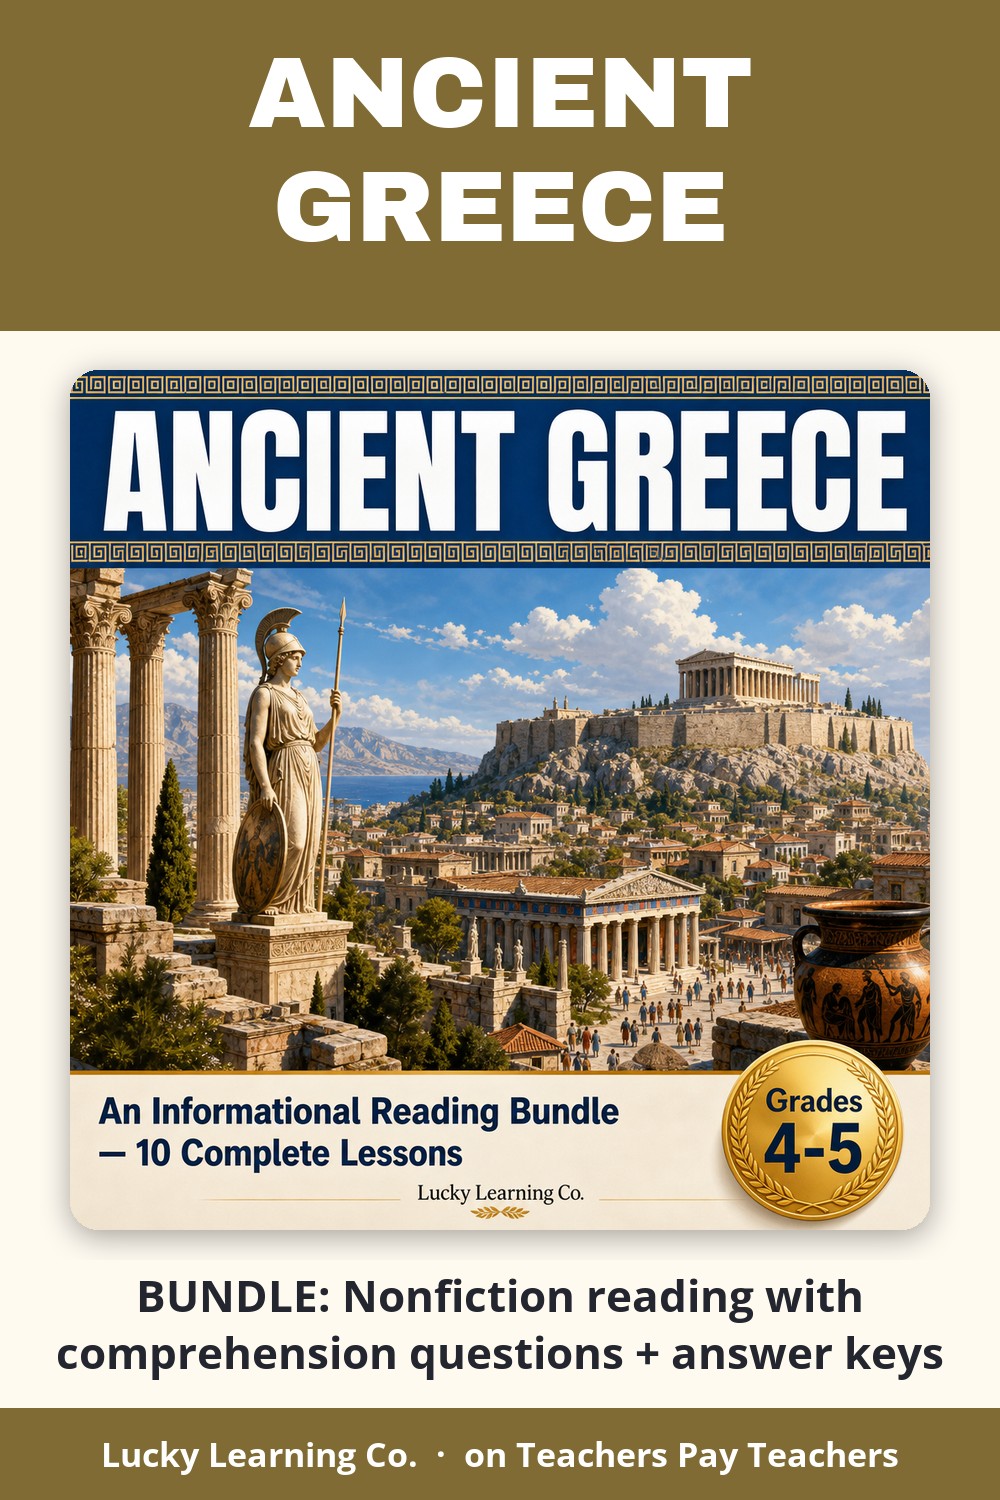 ANCIENT
GREECE
ANCIENT GREECE
An Informational Reading Bundle
— 10 Complete Lessons
Grades
4-5
Lucky Learning Co.
BUNDLE: Nonfiction reading with
comprehension questions + answer keys
Lucky Learning Co. · on Teachers Pay Teachers